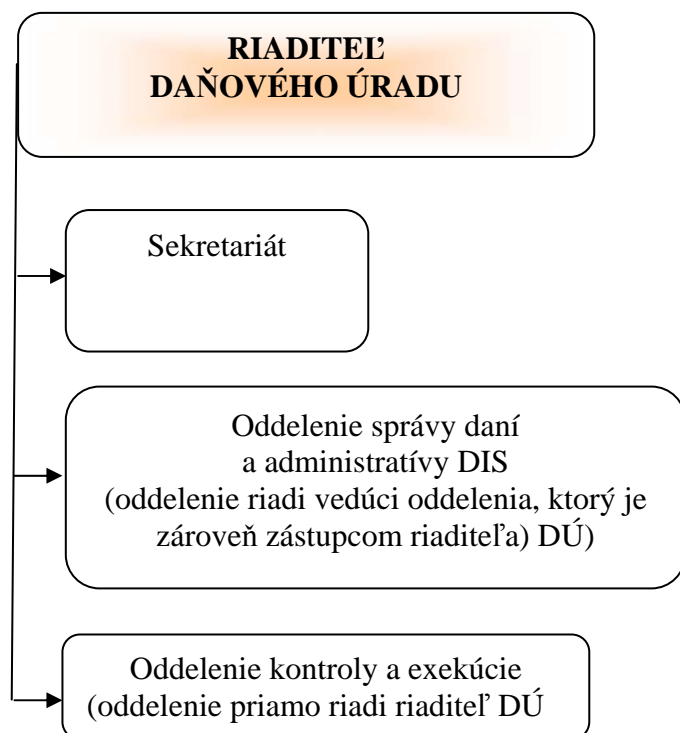 RIADITEĽ
DAŇOVÉHO ÚRADU
Sekretariát
Oddelenie správy daní
a administratívy DIS
(oddelenie riadi vedúci oddelenia, ktorý je
zároveň zástupcom riaditeľa) DÚ)
Oddelenie kontroly a exekúcie
(oddelenie priamo riadi riaditeľ DÚ